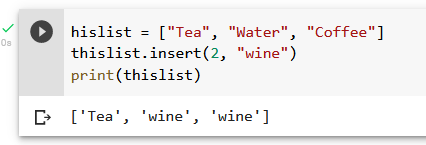 0s
hislist = ["Tea", "Water", "Coffee"]
thislist.insert(2, "wine")
print(thislist)
['Tea', 'wine', 'wine']